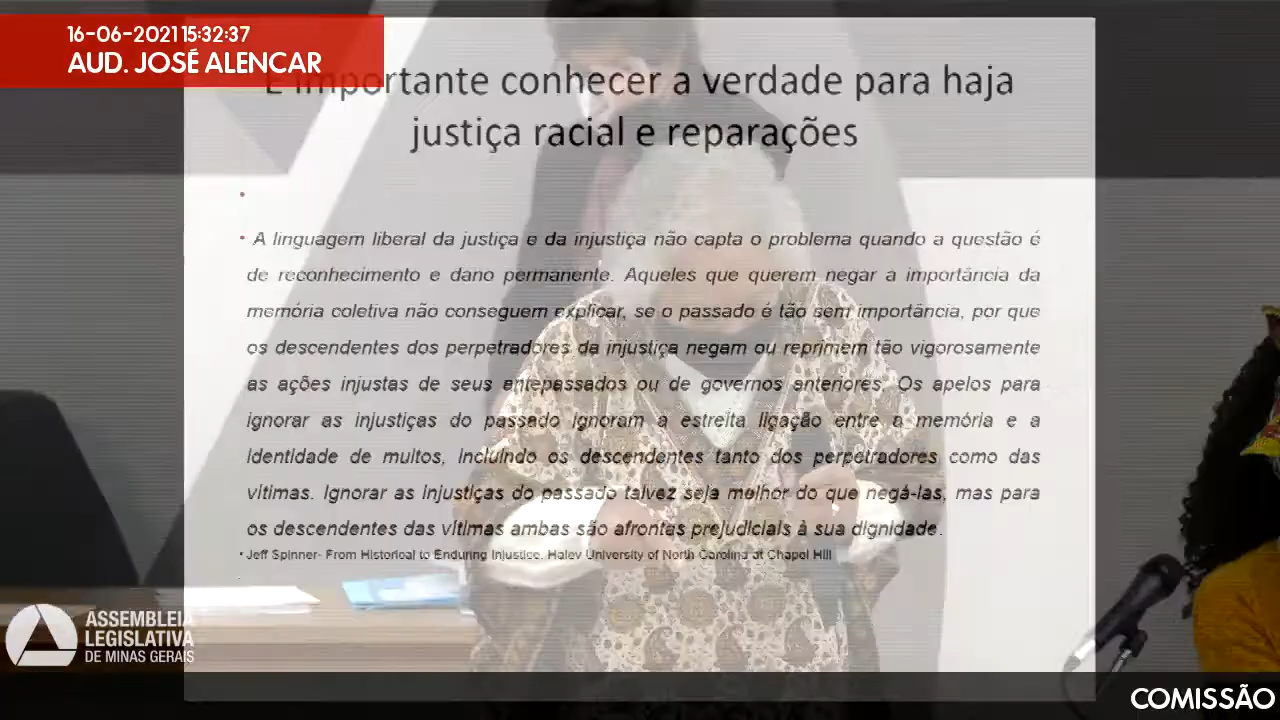 16-06-2021 15:32:37
AUD. JOSÉ ALENCAR
É importante conhecer a verdade para haja
justiça racial e reparações
• A linguagem liberal da justiça e da injustiça não capta o problema quando a questão é
de reconhecimento e dano permanente. Aqueles que querem negar a importância da
memória coletiva não conseguem explicar, se o passado é tão sem importância, por que
os descendentes dos perpetradores da injustiça negam ou reprimem tão vigorosamente
as ações injustas de seus antepassados ou de governos anteriores. Os apelos para
ignorar as injustiças do passado ignoram a estreita ligação entre a memória e a
identidade de muitos, incluindo os descendentes tanto dos perpetradores como das
vítimas. Ignorar as injustiças do passado talvez seja melhor do que negá-las, mas para
os descendentes das vítimas ambas são afrontas prejudiciais à sua dignidade.
• Jeff Spinner- From Historical to Enduring Injustice. Halev University of North Carolina at Chapel Hill
ASSEMBLEIA
LEGISLATIVA
DE MINAS GERAIS
COMISSÃO